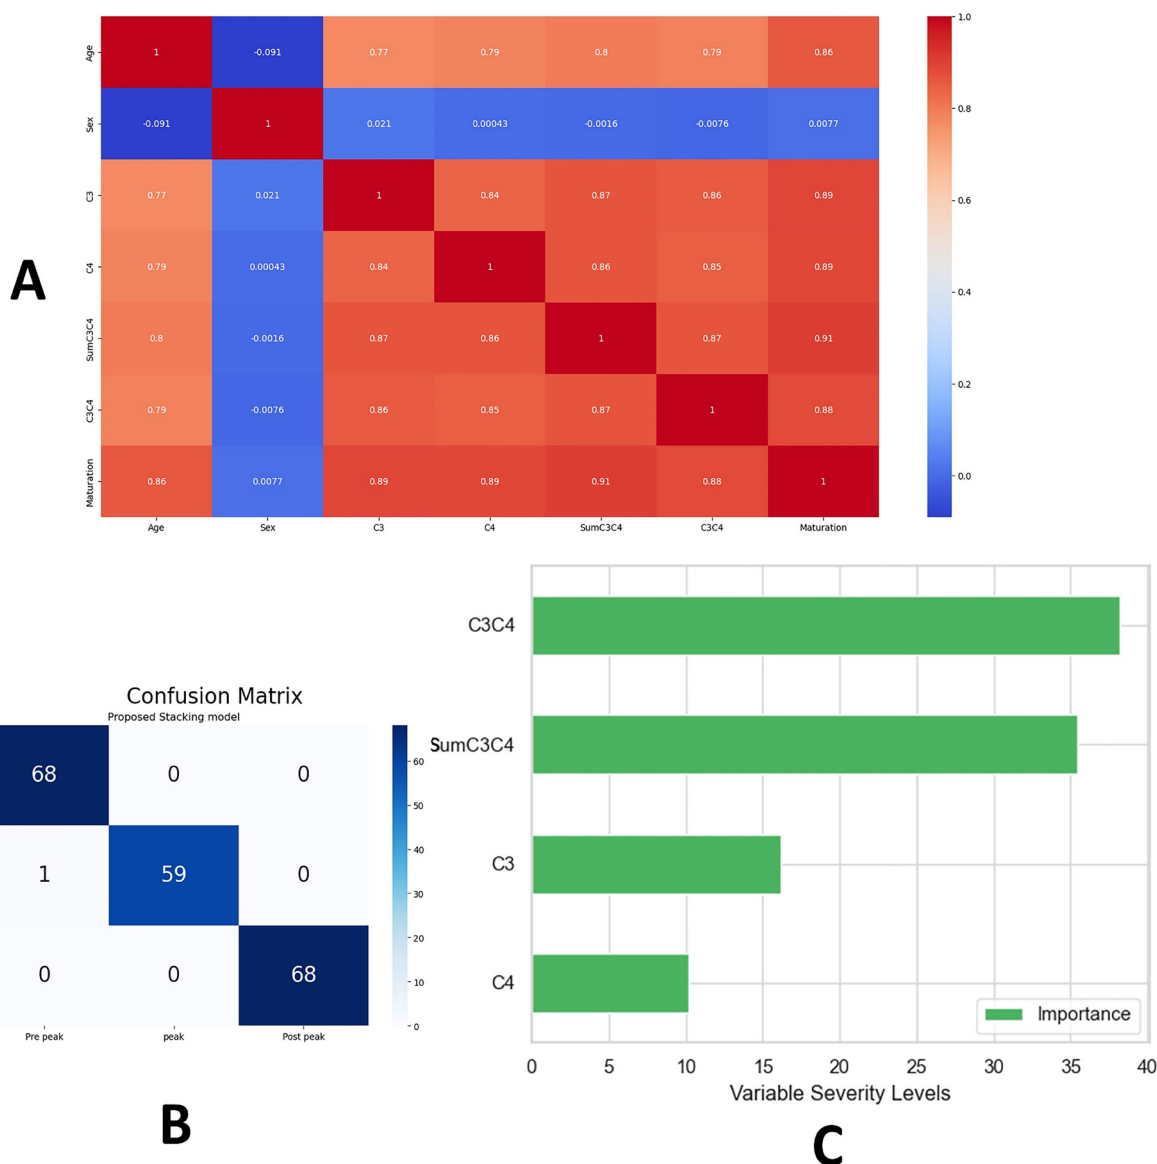 1.0
Age 1 -0.091 0.77 0.79 0.8 0.79 0.86
0.8
Sex -0.091 1 0.021 0.00043 -0.0016 -0.0076 0.0077
C3 0.77 0.021 1 0.84 0.87 0.86 0.89
0.6
A
C4 0.79 0.00043 0.84 1 0.86 0.85 0.89
0.4
SumC3C4 0.8 -0.0016 0.87 0.86 1 0.87 0.91
0.2
C3C4 0.79 -0.0076 0.86 0.85 0.87 1 0.88
0.0
Maturation 0.86 0.0077 0.89 0.89 0.91 0.88 1
Age Sex C3 C4 SumC3C4 C3C4 Maturation
Confusion Matrix
Proposed Stacking model
68 0 0
1 59 0
0 0 68
Pre peak peak Post peak
60
50
40
30
20
10
0
B
C3C4
SumC3C4
C3
C4
Importance
0 5 10 15 20 25 30 35 40
Variable Severity Levels
C